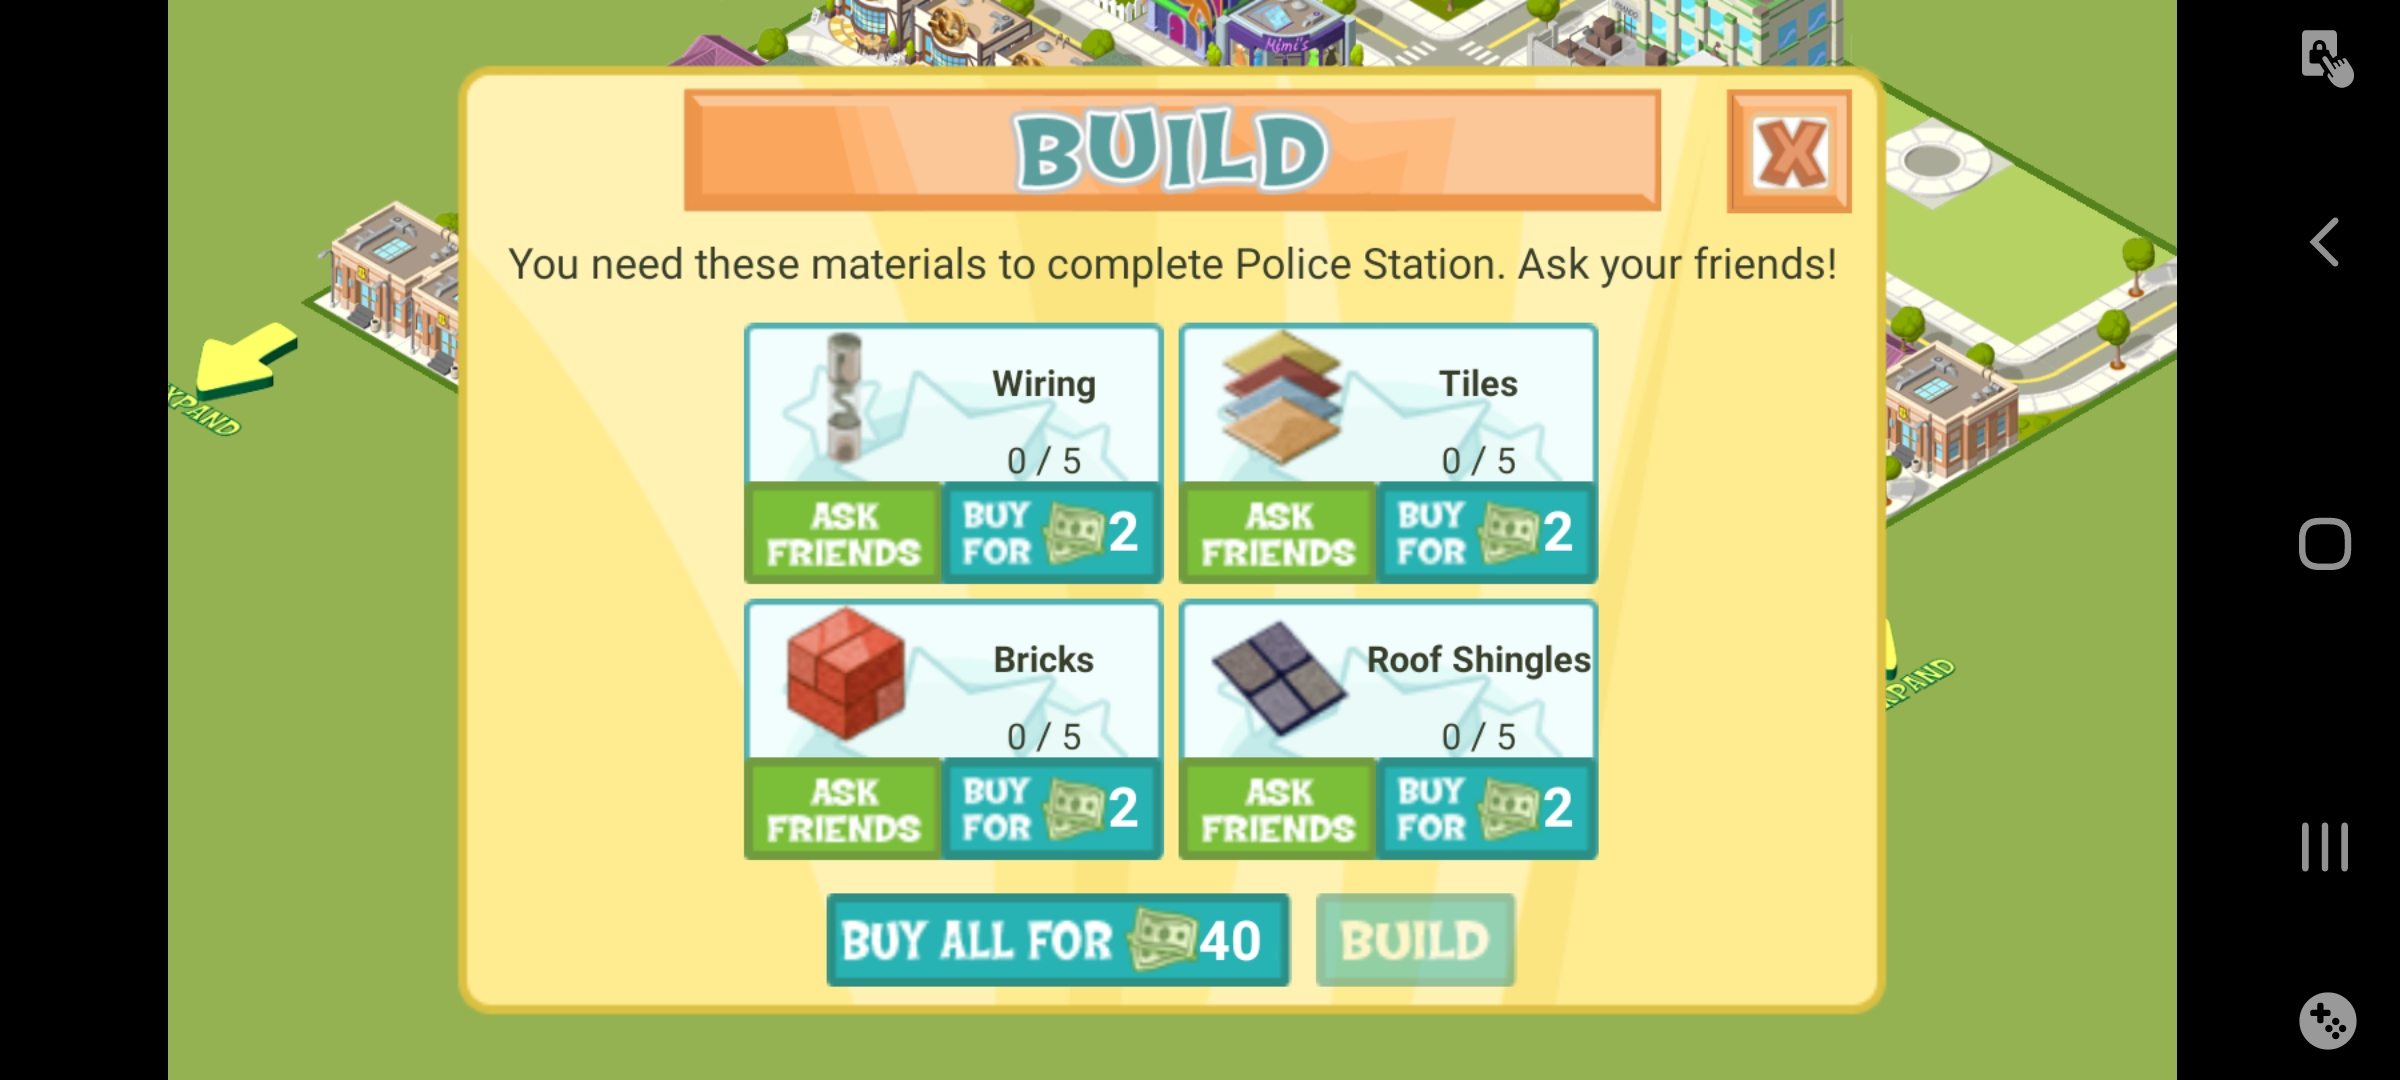 Mimi's
BUILD
X
You need these materials to complete Police Station. Ask your friends!
Wiring
0 / 5
ASK FRIENDS
BUY FOR 2
Tiles
0 / 5
ASK FRIENDS
BUY FOR 2
Bricks
0 / 5
ASK FRIENDS
BUY FOR 2
Roof Shingles
0 / 5
ASK FRIENDS
BUY FOR 2
BUY ALL FOR 40
BUILD
XPAND
XPAND